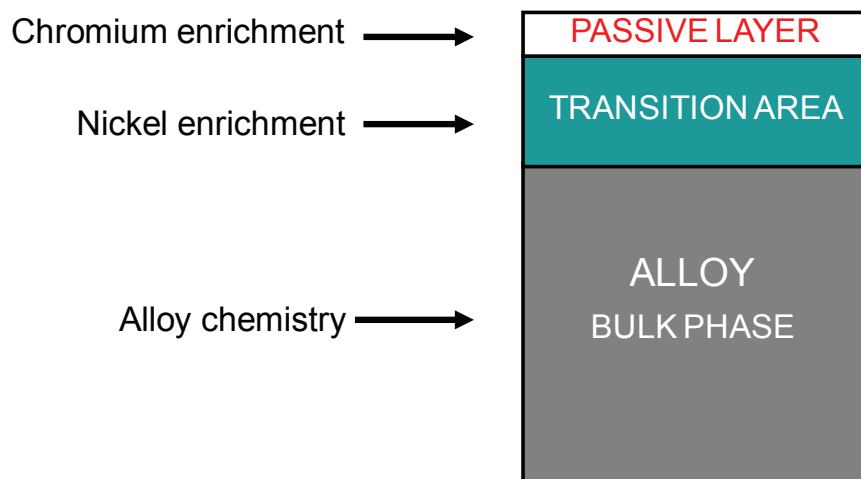 Chromium enrichment
PASSIVE LAYER
Nickel enrichment
TRANSITION AREA
Alloy chemistry
ALLOY
BULK PHASE